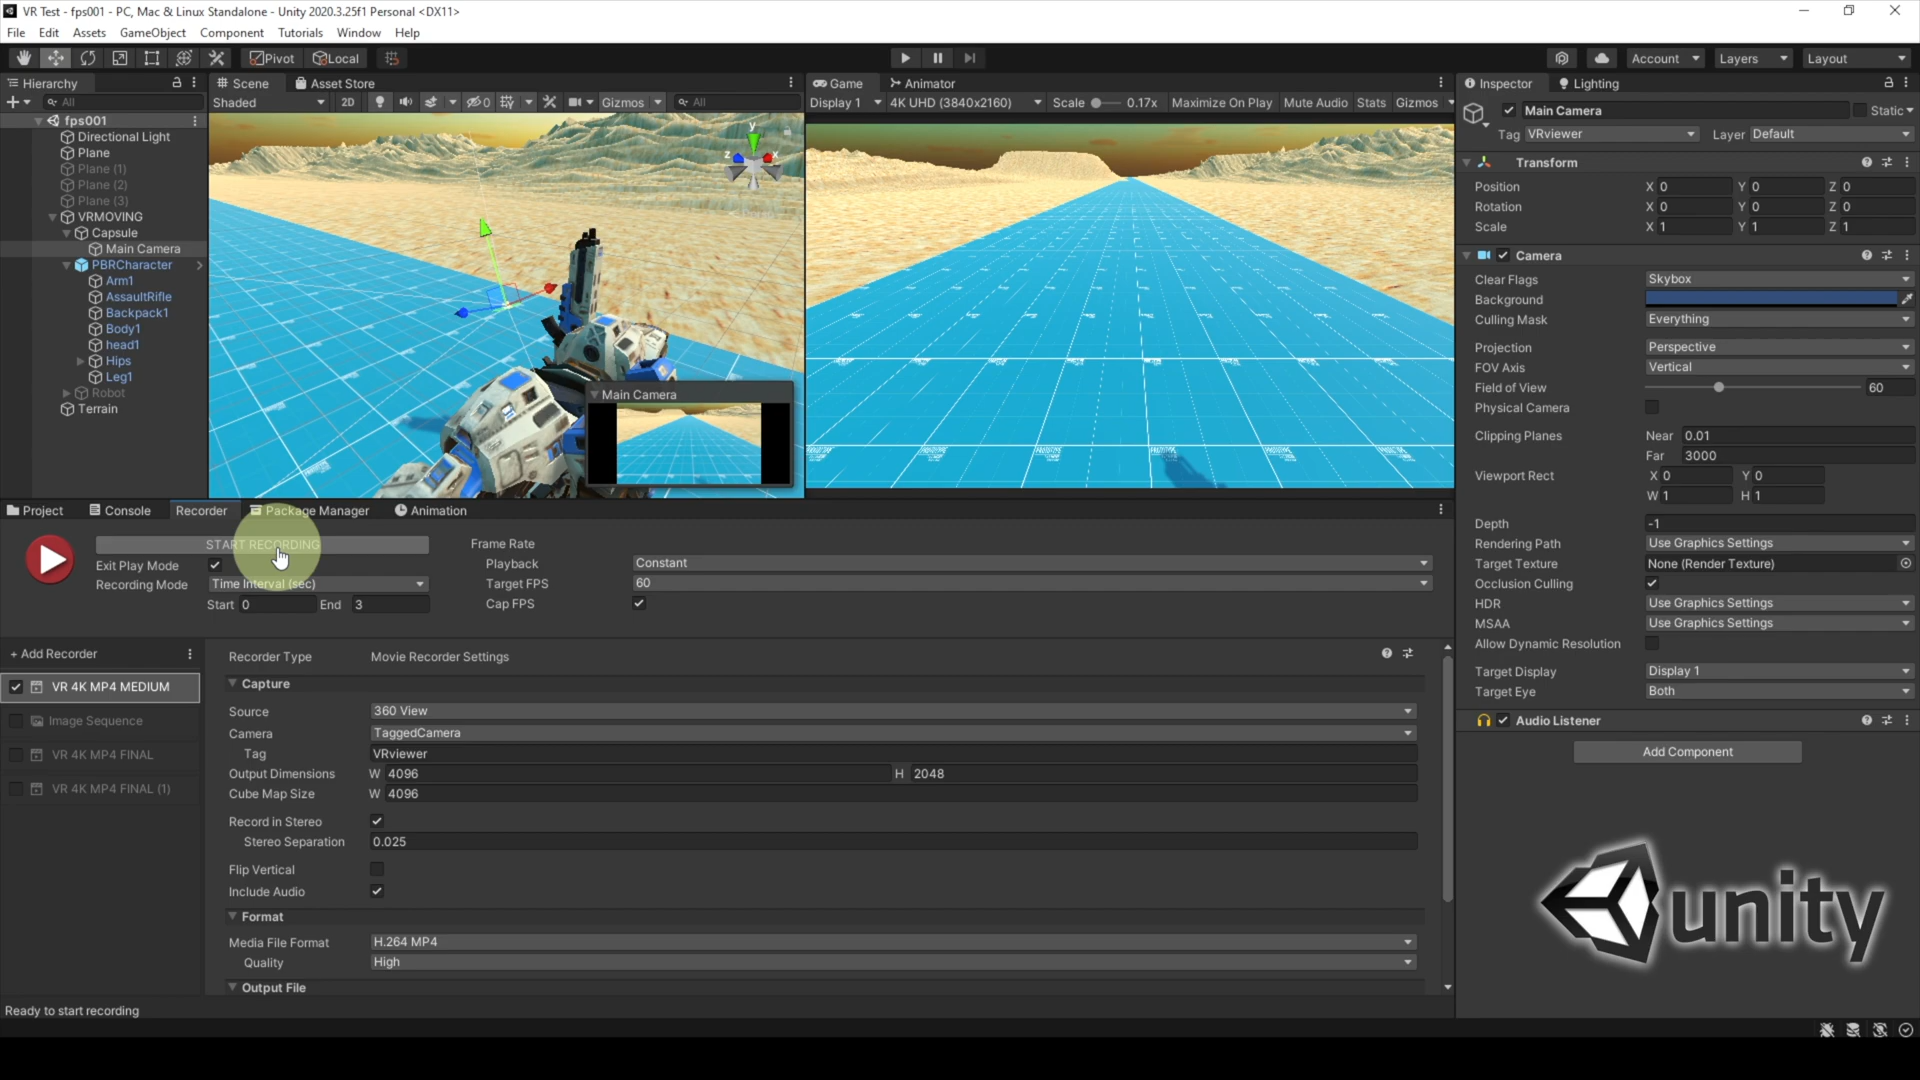 VR Test - fps001 - PC, Mac & Linux Standalone - Unity 2020.3.25f1 Personal <DX11>
File Edit Assets GameObject Component Tutorials Window Help
Pivot Local Account Layers Layout
Hierarchy Scene Asset Store Game Animator Inspector Lighting
All Shaded 2D 0 Gizmos All Display 1 4K UHD (3840x2160) Scale 0.17x Maximize On Play Mute Audio Stats Gizmos
fps001
Directional Light
Plane
Plane (1)
Plane (2)
Plane (3)
VRMOVING
Capsule
Main Camera
PBRCharacter
Arm1
AssaultRifle
Backpack1
Body1
head1
Hips
Leg1
Robot
Terrain
y
z x
Main Camera
Main Camera Static
Tag VRviewer Layer Default
Transform
Position X 0 Y 0 Z 0
Rotation X 0 Y 0 Z 0
Scale X 1 Y 1 Z 1
Camera
Clear Flags Skybox
Background
Culling Mask Everything
Projection Perspective
FOV Axis Vertical
Field of View 60
Physical Camera
Clipping Planes Near 0.01
Far 3000
Viewport Rect X 0 Y 0
W 1 H 1
Depth -1
Rendering Path Use Graphics Settings
Target Texture None (Render Texture)
Occlusion Culling
HDR Use Graphics Settings
MSAA Use Graphics Settings
Allow Dynamic Resolution
Target Display Display 1
Target Eye Both
Audio Listener
Add Component
unity
Project Console Recorder Package Manager Animation
START RECORDING
Exit Play Mode
Recording Mode Time Interval (sec)
Start 0 End 3
Frame Rate
Playback Constant
Target FPS 60
Cap FPS
+ Add Recorder
VR 4K MP4 MEDIUM
Image Sequence
VR 4K MP4 FINAL
VR 4K MP4 FINAL (1)
Recorder Type Movie Recorder Settings
Capture
Source 360 View
Camera TaggedCamera
Tag VRviewer
Output Dimensions W 4096 H 2048
Cube Map Size W 4096
Record in Stereo
Stereo Separation 0.025
Flip Vertical
Include Audio
Format
Media File Format H.264 MP4
Quality High
Output File
Ready to start recording